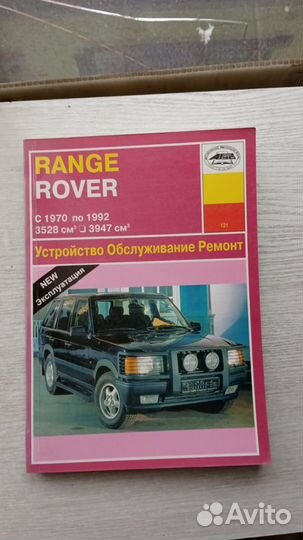 RANGE
ROVER
С 1970 по 1992
3528 см³ ❑ 3947 см³
121
Устройство Обслуживание Ремонт
NEW
Эксплуатация
Avito